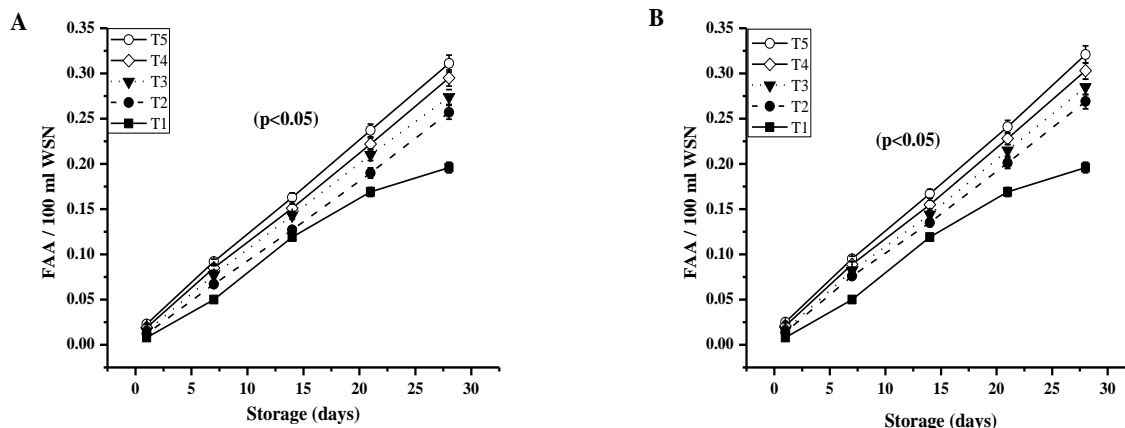 A
0.35
0.30
0.25
0.20
0.15
0.10
0.05
0.00
FAA / 100 ml WSN
T5
T4
T3
T2
T1
(p<0.05)
0 5 10 15 20 25 30
Storage (days)
B
0.35
0.30
0.25
0.20
0.15
0.10
0.05
0.00
FAA / 100 ml WSN
T5
T4
T3
T2
T1
(p<0.05)
0 5 10 15 20 25 30
Storage (days)